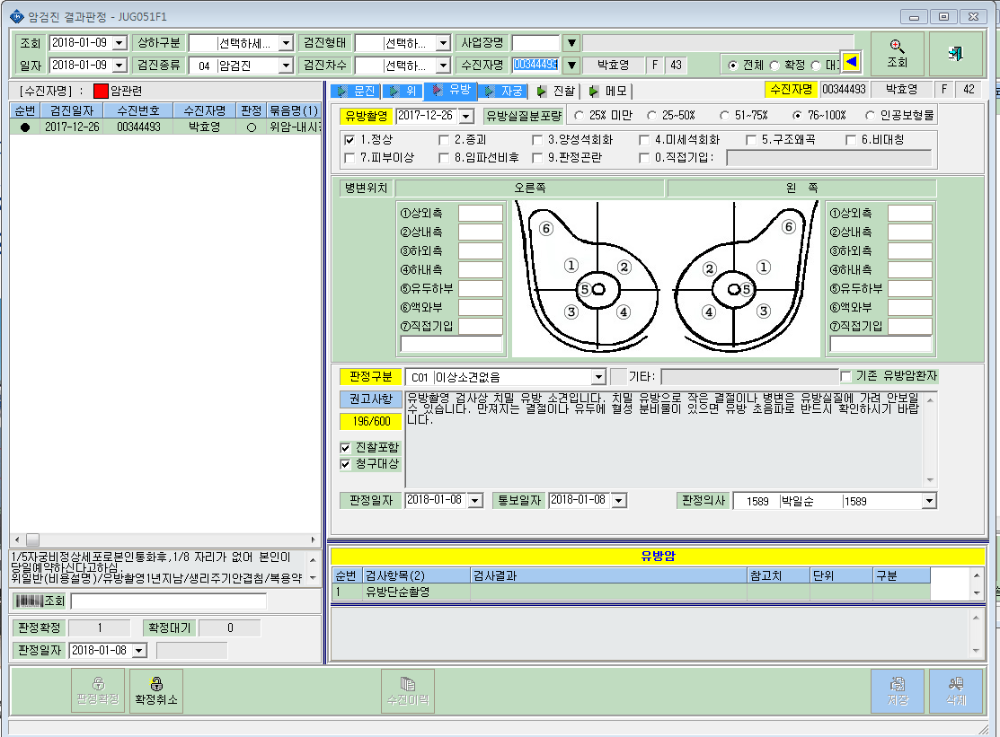 암검진 결과판정 - JUG051F1
조회 2018-01-09 상하구분 선택하세... 검진형태 선택하... 사업장명
일자 2018-01-09 검진종류 04 암검진 검진차수 선택하... 수진자명 00344493 박효영 F 43 전체 확정 조회
[수진자명] : 암관련
문진 위 유방 자궁 진찰 메모 수진자명 00344493 박효영 F 42
순번 검진일자 수진번호 수진자명 판정 묶음명(1)
● 2017-12-26 00344493 박효영 ○ 위암-내시경
유방촬영 2017-12-26 유방실질분포량 25% 미만 25~50% 51~75% 76~100% 인공보형물
1.정상 2.종괴 3.양성석회화 4.미세석회화 5.구조왜곡 6.비대칭
7.피부이상 8.임파선비후 9.판정곤란 0.직접기입:
병변위치 오른쪽 왼 쪽
①상외측
②상내측
③하외측
④하내측
⑤유두하부
⑥액와부
⑦직접기입
⑥ ① ② ⑤ ③ ④
⑥ ② ① ⑤ ④ ③
①상외측
②상내측
③하외측
④하내측
⑤유두하부
⑥액와부
⑦직접기입
판정구분 C01 이상소견없음 기타: 기존 유방암환자
권고사항
196/600
유방촬영 검사상 치밀 유방 소견입니다. 치밀 유방으로 작은 결절이나 병변은 유방실질에 가려 안보일
수 있습니다. 만져지는 결절이나 유두에 혈성 분비물이 있으면 유방 초음파로 반드시 확인하시기 바랍
니다.
진찰포함
청구대상
판정일자 2018-01-08 통보일자 2018-01-08 판정의사 1589 박일순 1589
1/5자궁비정상세포로본인통화후,1/8 자리가 없어 본인이
당일예약하신다고하심.
위일반(비용설명)/유방촬영1년지남/생리주기안겹침/복용약
조회
판정확정 1 확정대기 0
판정일자 2018-01-08
유방암
순번 검사항목(2) 검사결과 참고치 단위 구분
1 유방단순촬영
판정확정 확정취소 수진이력 저장 삭제